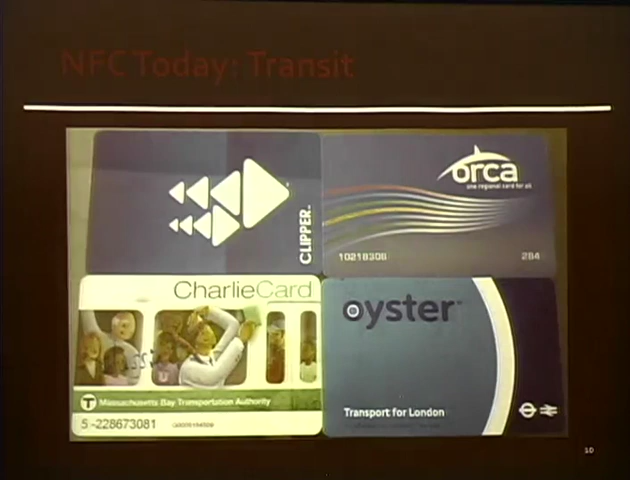 NFC Today: Transit
CLIPPER.
orca
one regional card for all
10218308
284
CharlieCard
T Massachusetts Bay Transportation Authority
5-228673081
oyster
Transport for London
10